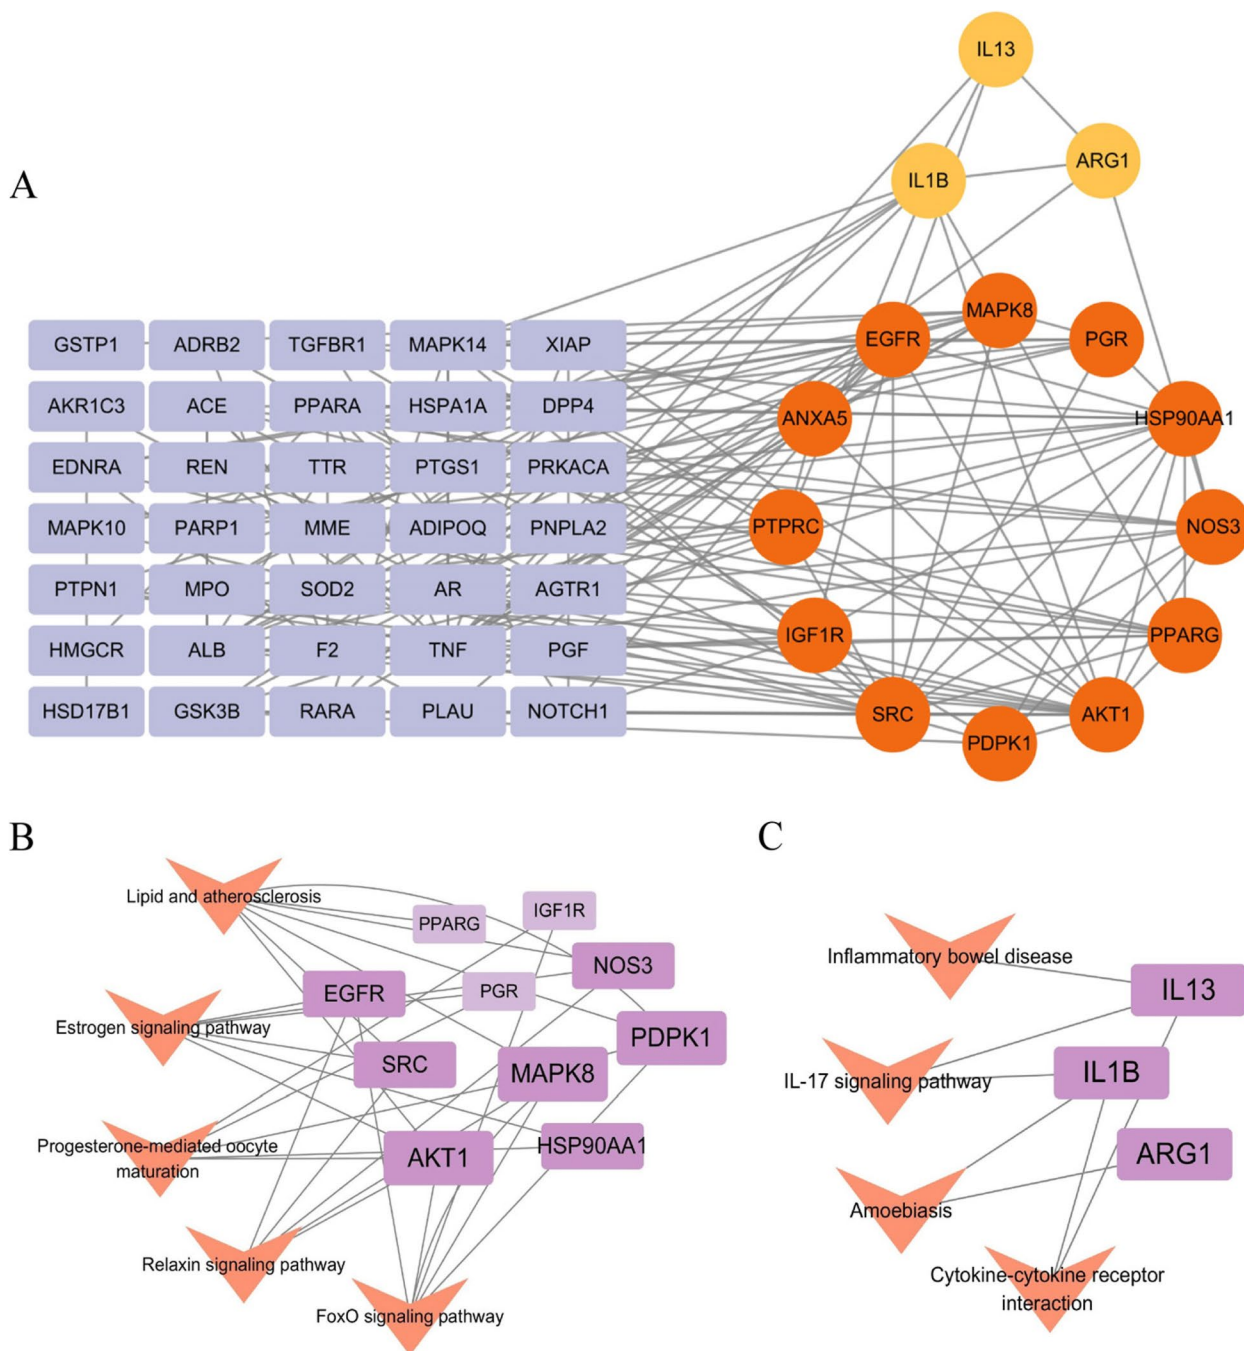 A
IL13
IL1B
ARG1
MAPK8
EGFR
PGR
ANXA5
HSP90AA1
PTPRC
NOS3
IGF1R
PPARG
SRC
AKT1
PDPK1
GSTP1 ADRB2 TGFBR1 MAPK14 XIAP
AKR1C3 ACE PPARA HSPA1A DPP4
EDNRA REN TTR PTGS1 PRKACA
MAPK10 PARP1 MME ADIPOQ PNPLA2
PTPN1 MPO SOD2 AR AGTR1
HMGCR ALB F2 TNF PGF
HSD17B1 GSK3B RARA PLAU NOTCH1
B
Lipid and atherosclerosis
PPARG
IGF1R
NOS3
EGFR
PGR
Estrogen signaling pathway
PDPK1
SRC
MAPK8
Progesterone-mediated oocyte
maturation
AKT1
HSP90AA1
Relaxin signaling pathway
FoxO signaling pathway
C
Inflammatory bowel disease
IL13
IL-17 signaling pathway
IL1B
ARG1
Amoebiasis
Cytokine-cytokine receptor
interaction